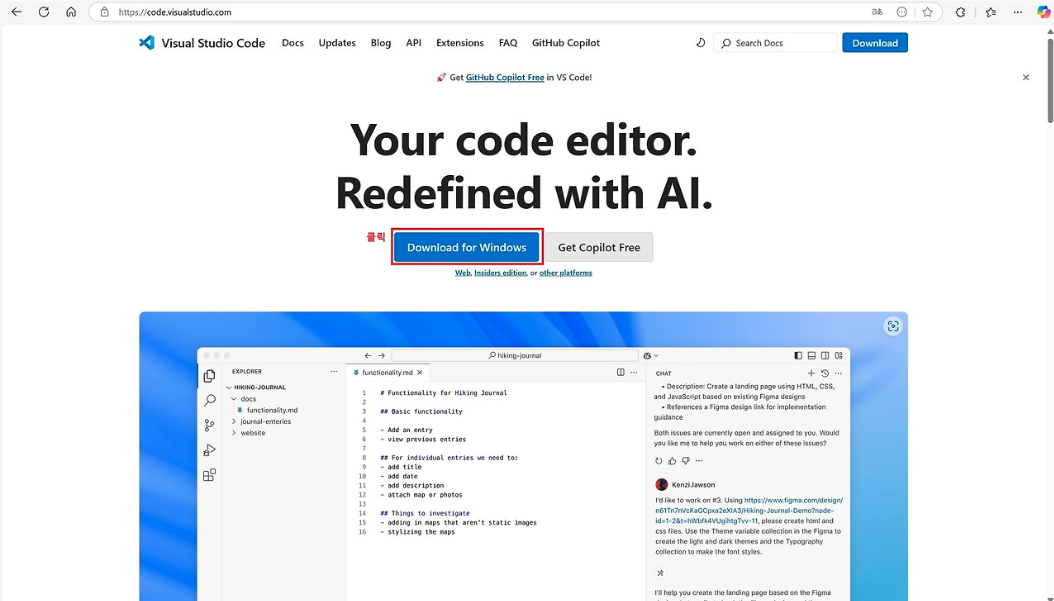 https://code.visualstudio.com
Visual Studio Code Docs Updates Blog API Extensions FAQ GitHub Copilot Search Docs Download
🚀 Get GitHub Copilot Free in VS Code!
Your code editor.
Redefined with AI.
클릭 Download for Windows Get Copilot Free
Web, Insiders edition, or other platforms
hiking-journal
EXPLORER
HIKING-JOURNAL
docs
functionality.md
journal-enteries
website
functionality.md
1 # Functionality for Hiking Journal
2
3 ## Basic functionality
4
5 - Add an entry
6 - view previous entries
7
8 ## For individual entries we need to:
9 - add title
10 - add date
11 - add description
12 - attach map or photos
13
14 ## Things to investigate
15 - adding in maps that aren't static images
16 - stylizing the maps
CHAT
• Description: Create a landing page using HTML, CSS,
and JavaScript based on existing Figma designs
• References a Figma design link for implementation
guidance
Both issues are currently open and assigned to you. Would
you like me to help you work on either of these issues?
Kenzi.lawson
I'd like to work on #3. Using https://www.figma.com/design/
please create html and
css files. Use the Theme variable collection in the Figma to
create the light and dark themes and the Typography
collection to make the font styles.
I'll help you create the landing page based on the Figma